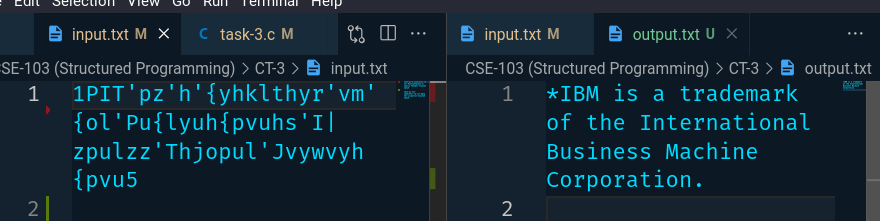 Edit Selection View Go Run Terminal Help
input.txt M
task-3.c M
input.txt M
output.txt U
CSE-103 (Structured Programming) > CT-3 > input.txt
CSE-103 (Structured Programming) > CT-3 > output.txt
1 1PIT'pz'h'{yhklthyr'vm'
{ol'Pu{lyuh{pvuhs'I|
zpulzz'Thjopul'Jvywvyh
{pvu5
2
1 *IBM is a trademark
of the International
Business Machine
Corporation.
2